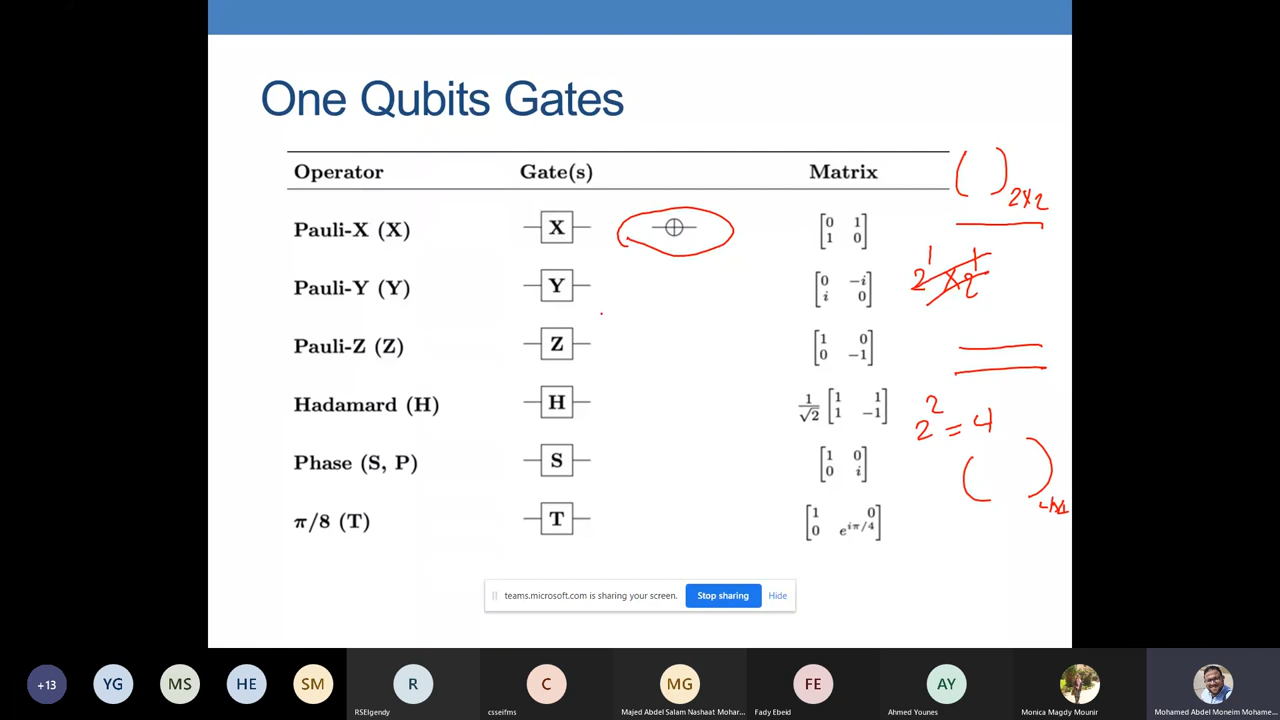 One Qubits Gates
Operator Gate(s) Matrix
( )2x2
Pauli-X (X) X ⊕ [0 1; 1 0]
2^1 x 2^1
Pauli-Y (Y) Y [0 -i; i 0]
Pauli-Z (Z) Z [1 0; 0 -1]
Hadamard (H) H 1/√2 [1 1; 1 -1]
2^2 = 4
Phase (S, P) S [1 0; 0 i]
( )
π/8 (T) T [1 0; 0 e^{iπ/4}]
teams.microsoft.com is sharing your screen. Stop sharing Hide
+13 YG MS HE SM R C MG FE AY
RSElgendy csseifms Majed Abdel Salam Nashaat Mohar... Fady Ebeid Ahmed Younes Monica Magdy Mounir Mohamed Abdel Moneim Mohame...